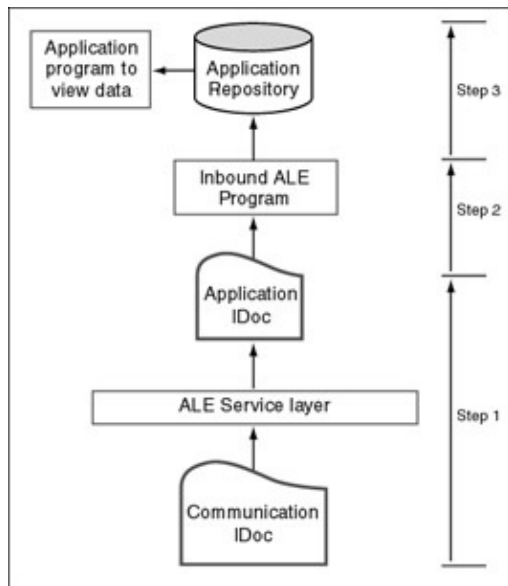 Application
program to
view data
Application
Repository
Step 3
Inbound ALE
Program
Step 2
Application
IDoc
ALE Service layer
Step 1
Communication
IDoc